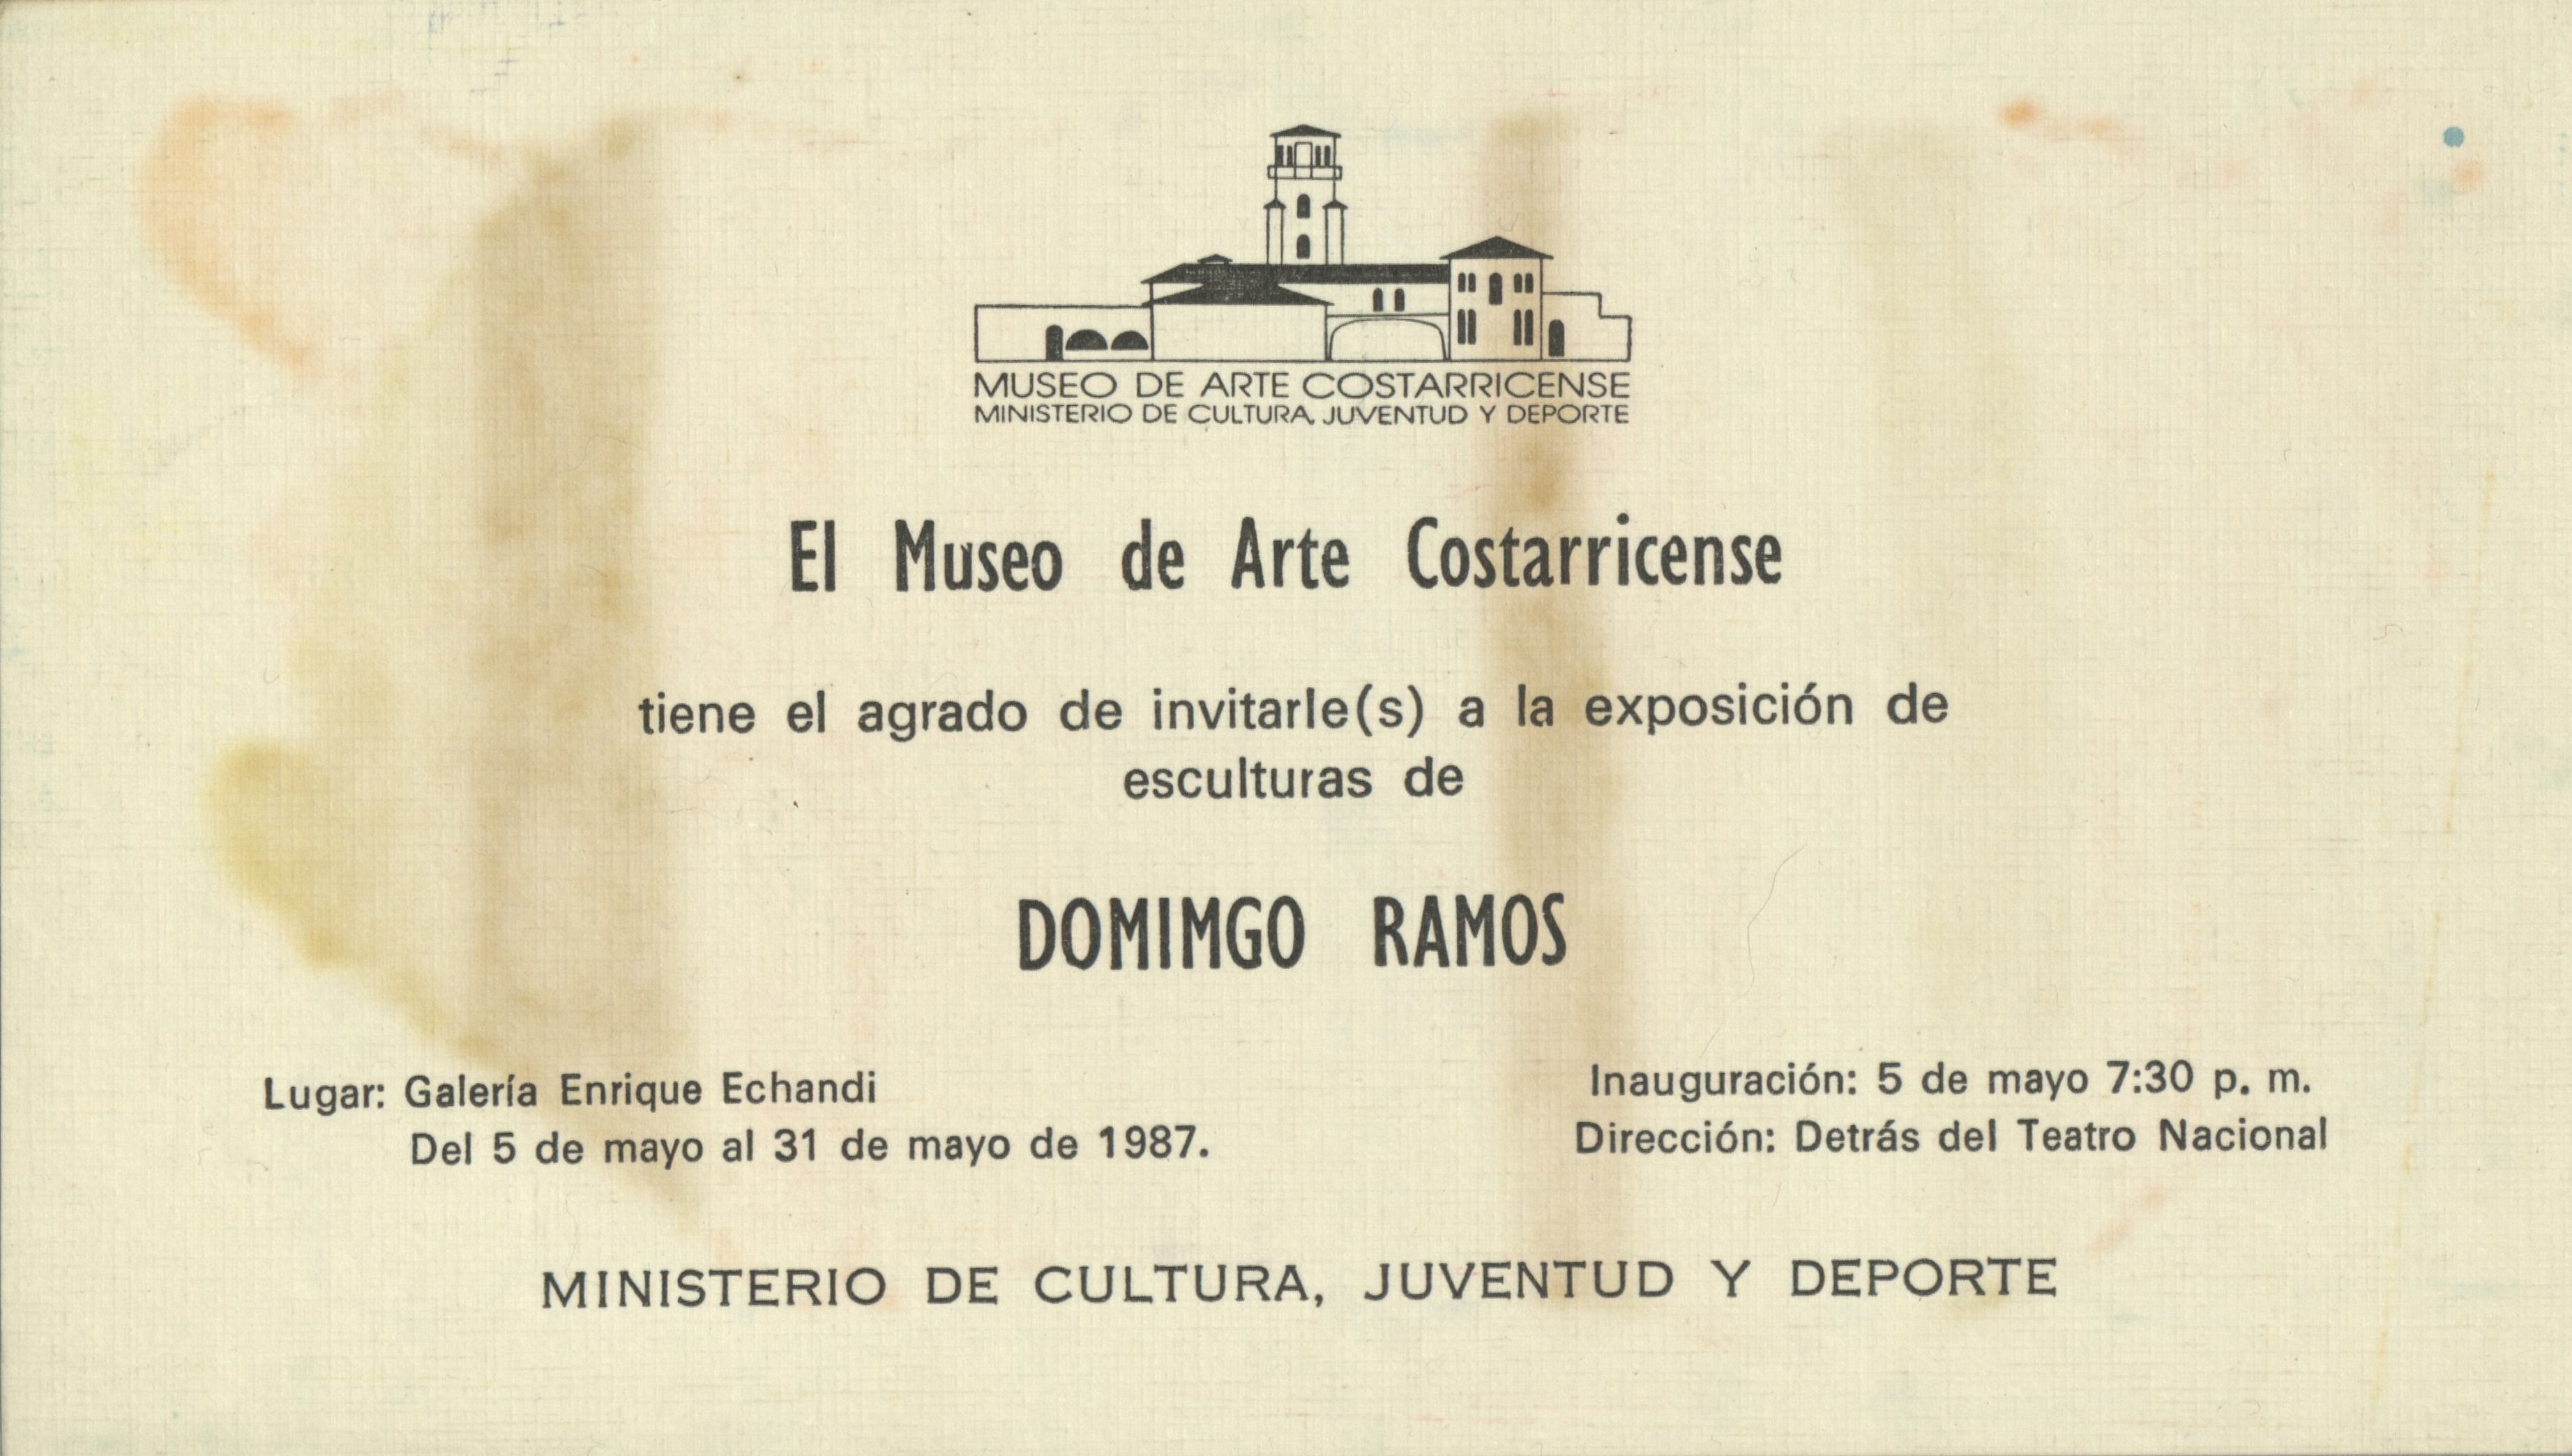 MUSEO DE ARTE COSTARRICENSE
MINISTERIO DE CULTURA, JUVENTUD Y DEPORTE
El Museo de Arte Costarricense
tiene el agrado de invitarle(s) a la exposición de
esculturas de
DOMIMGO RAMOS
Lugar: Galería Enrique Echandi
Del 5 de mayo al 31 de mayo de 1987.
Inauguración: 5 de mayo 7:30 p. m.
Dirección: Detrás del Teatro Nacional
MINISTERIO DE CULTURA, JUVENTUD Y DEPORTE